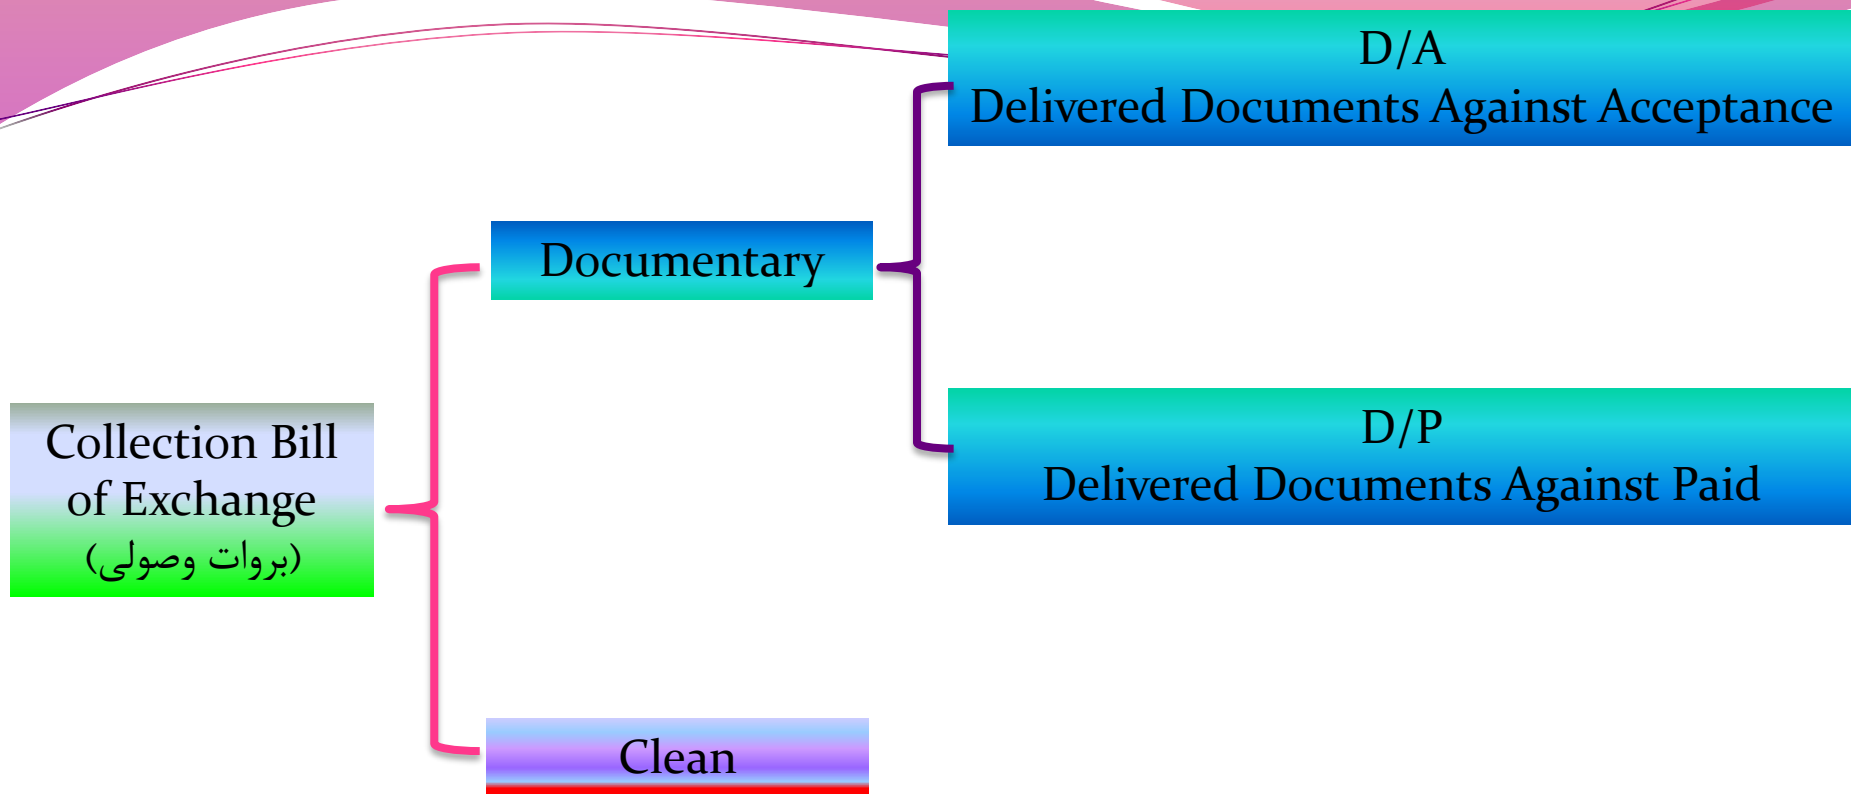 D/A
Delivered Documents Against Acceptance
Documentary
D/P
Delivered Documents Against Paid
Collection Bill
of Exchange
(بروات وصولی)
Clean